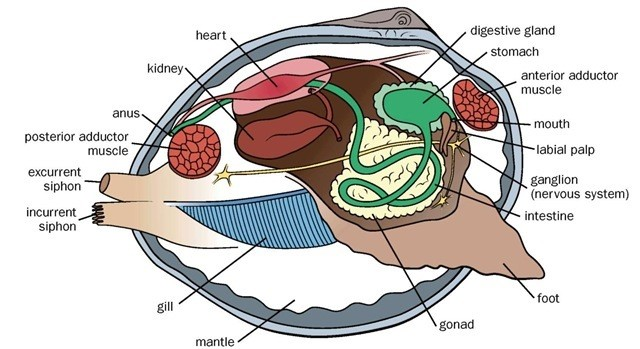 heart
kidney
anus
posterior adductor
muscle
excurrent
siphon
incurrent
siphon
gill
mantle
digestive gland
stomach
anterior adductor
muscle
mouth
labial palp
ganglion
(nervous system)
intestine
foot
gonad